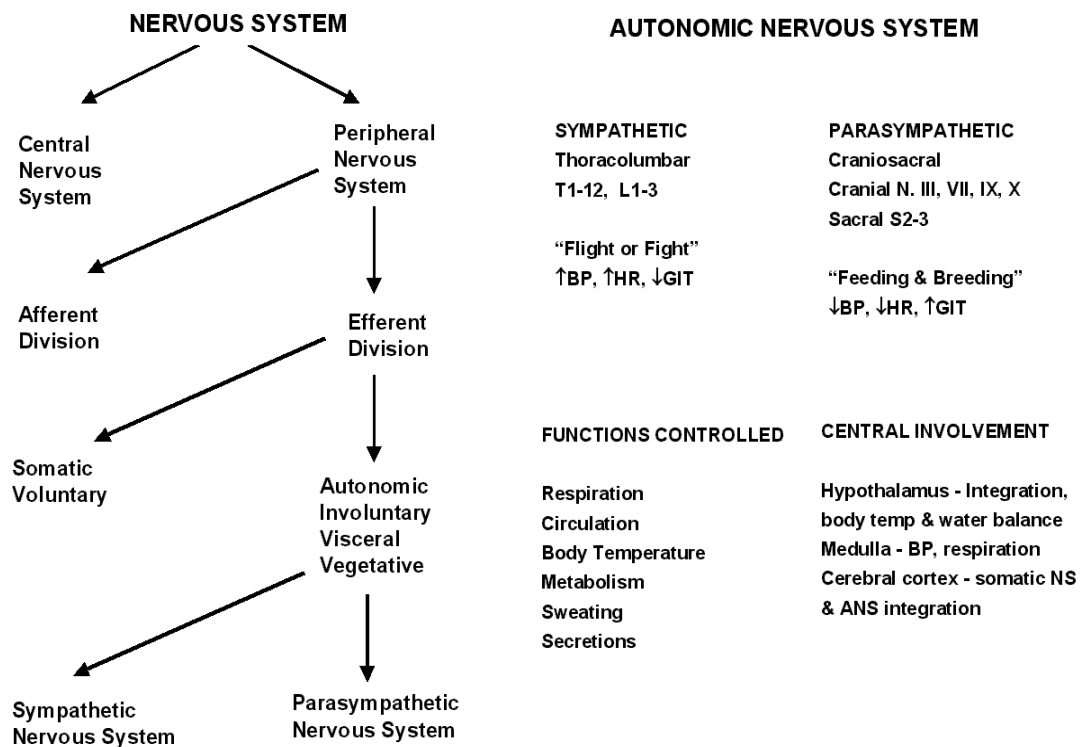 NERVOUS SYSTEM
Central
Nervous
System
Peripheral
Nervous
System
Afferent
Division
Efferent
Division
Somatic
Voluntary
Autonomic
Involuntary
Visceral
Vegetative
Sympathetic
Nervous System
Parasympathetic
Nervous System
AUTONOMIC NERVOUS SYSTEM
SYMPATHETIC
Thoracolumbar
T1-12, L1-3
“Flight or Fight”
↑BP, ↑HR, ↓GIT
PARASYMPATHETIC
Craniosacral
Cranial N. III, VII, IX, X
Sacral S2-3
“Feeding & Breeding”
↓BP, ↓HR, ↑GIT
FUNCTIONS CONTROLLED
Respiration
Circulation
Body Temperature
Metabolism
Sweating
Secretions
CENTRAL INVOLVEMENT
Hypothalamus - Integration,
body temp & water balance
Medulla - BP, respiration
Cerebral cortex - somatic NS
& ANS integration